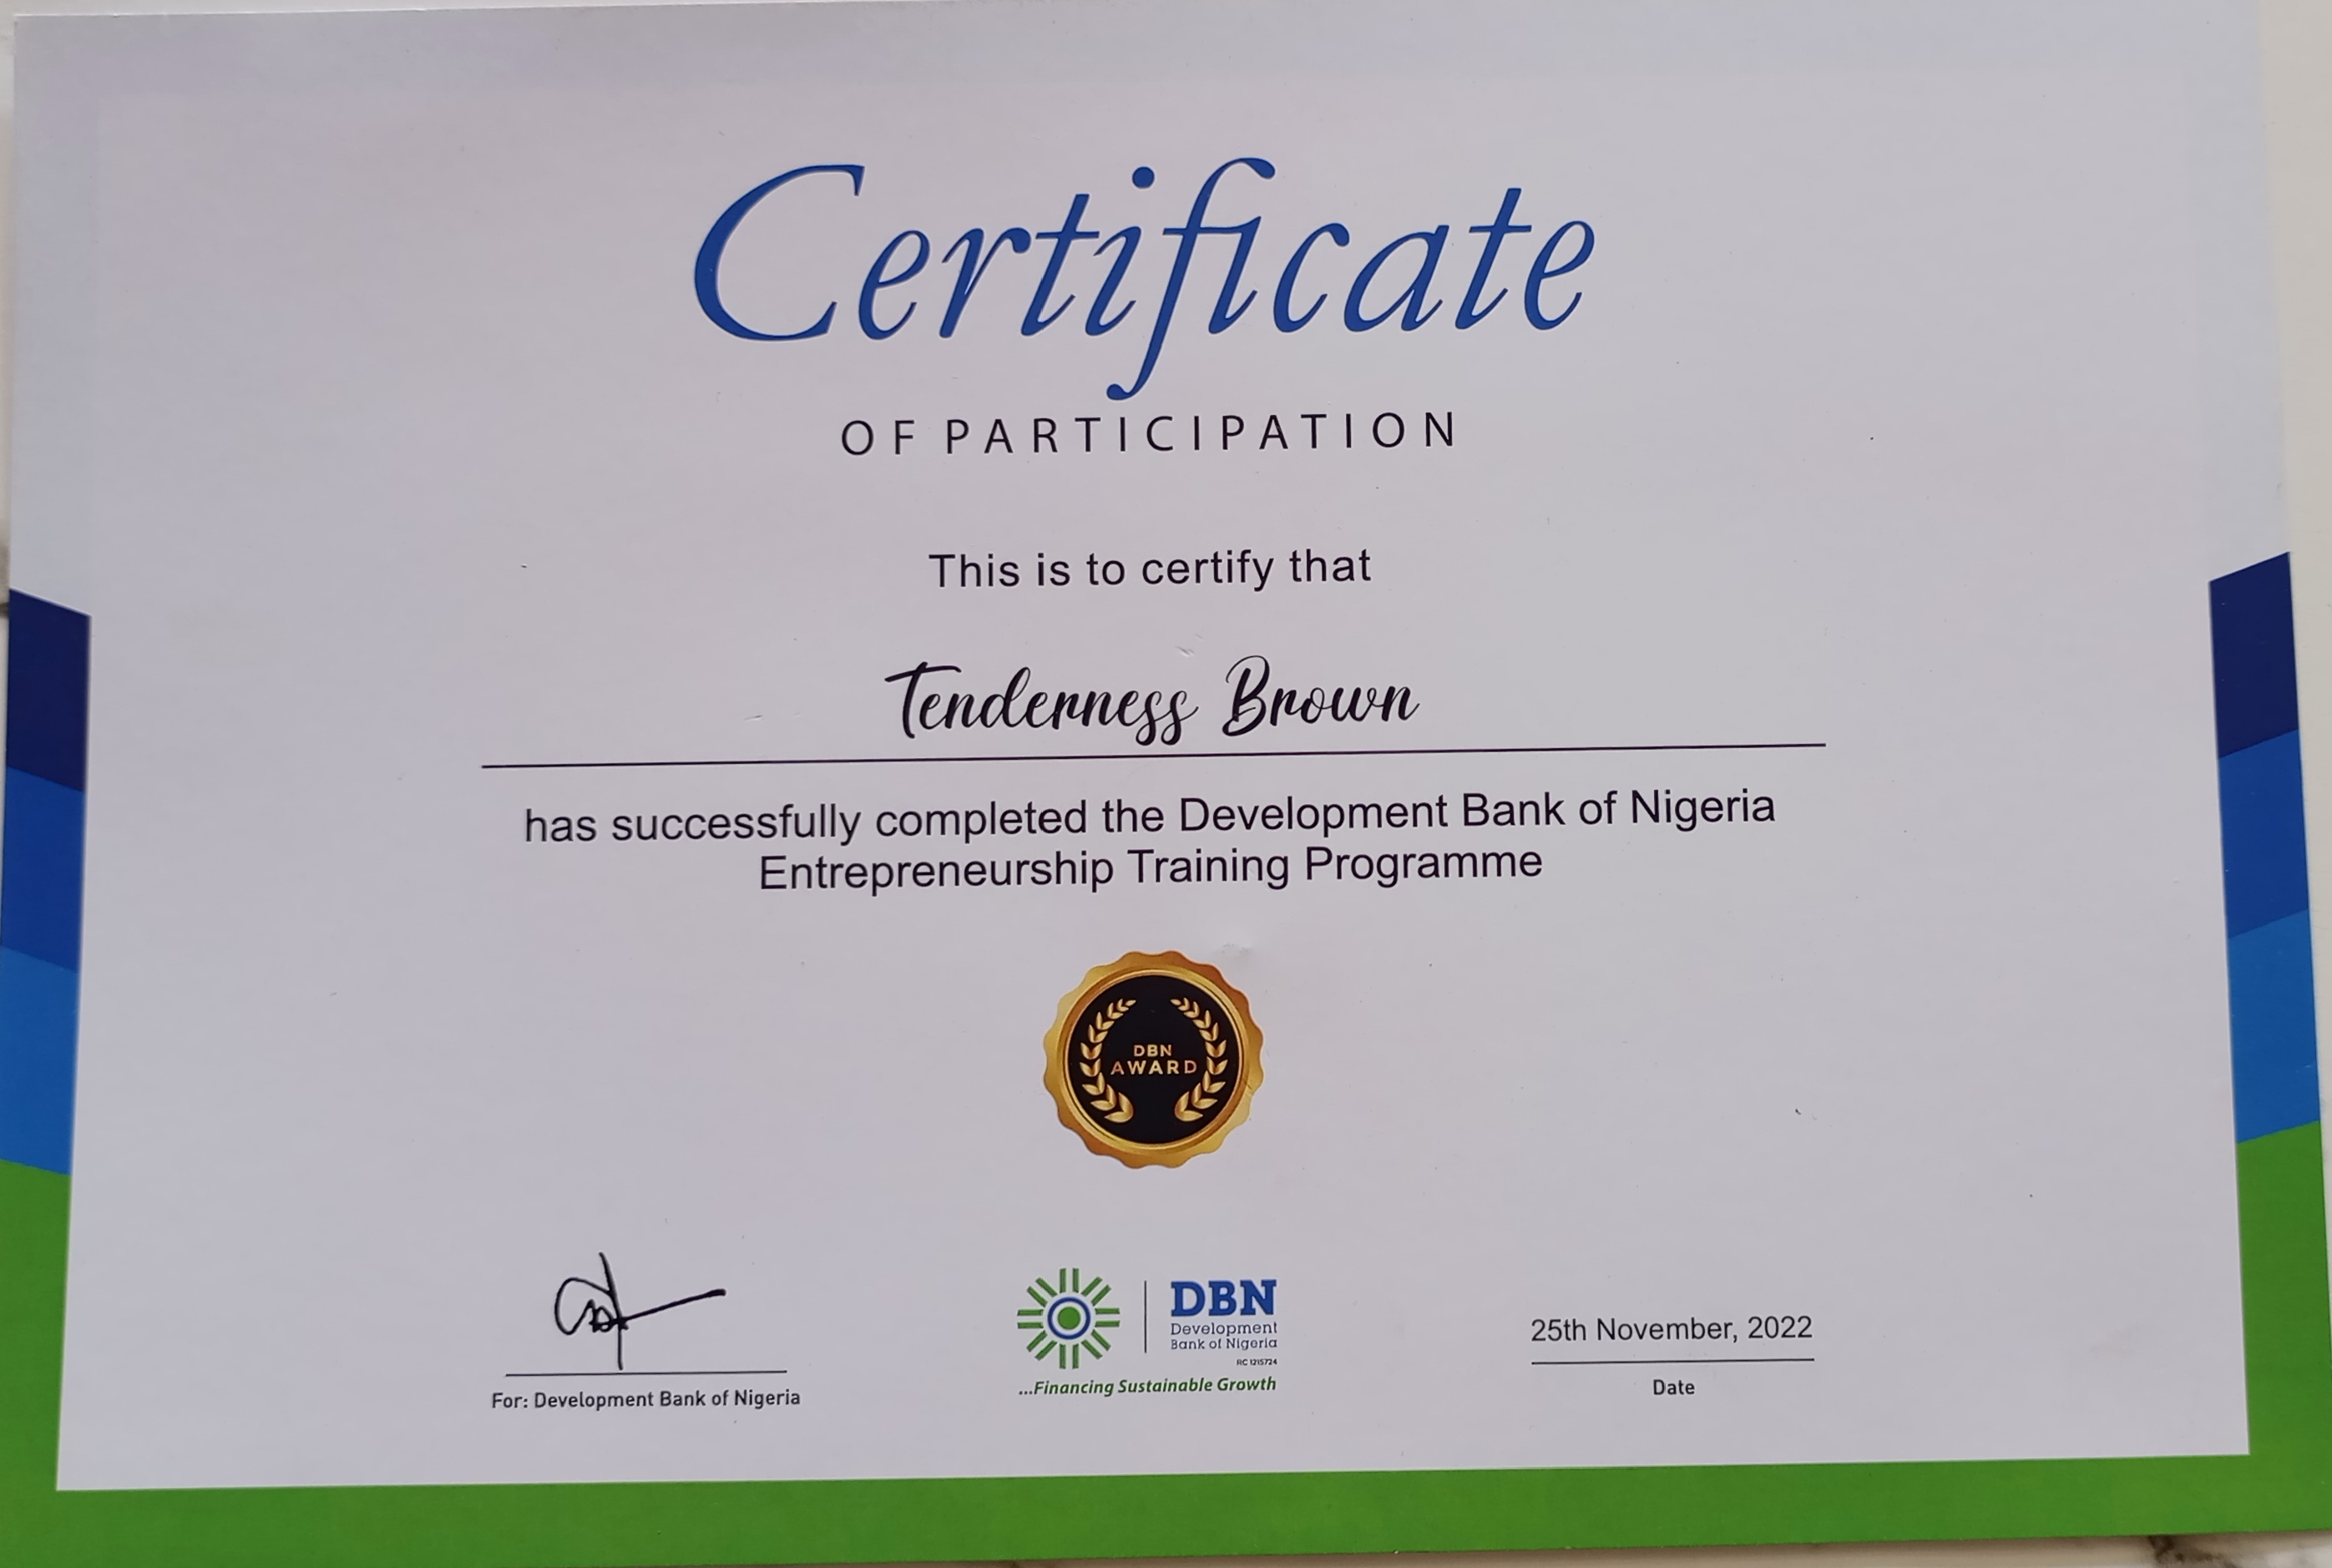 Certificate
OF PARTICIPATION
This is to certify that
Tenderness Brown
has successfully completed the Development Bank of Nigeria
Entrepreneurship Training Programme
DBN
AWARD
For: Development Bank of Nigeria
DBN
Development
Bank of Nigeria
RC 1215724
...Financing Sustainable Growth
25th November, 2022
Date